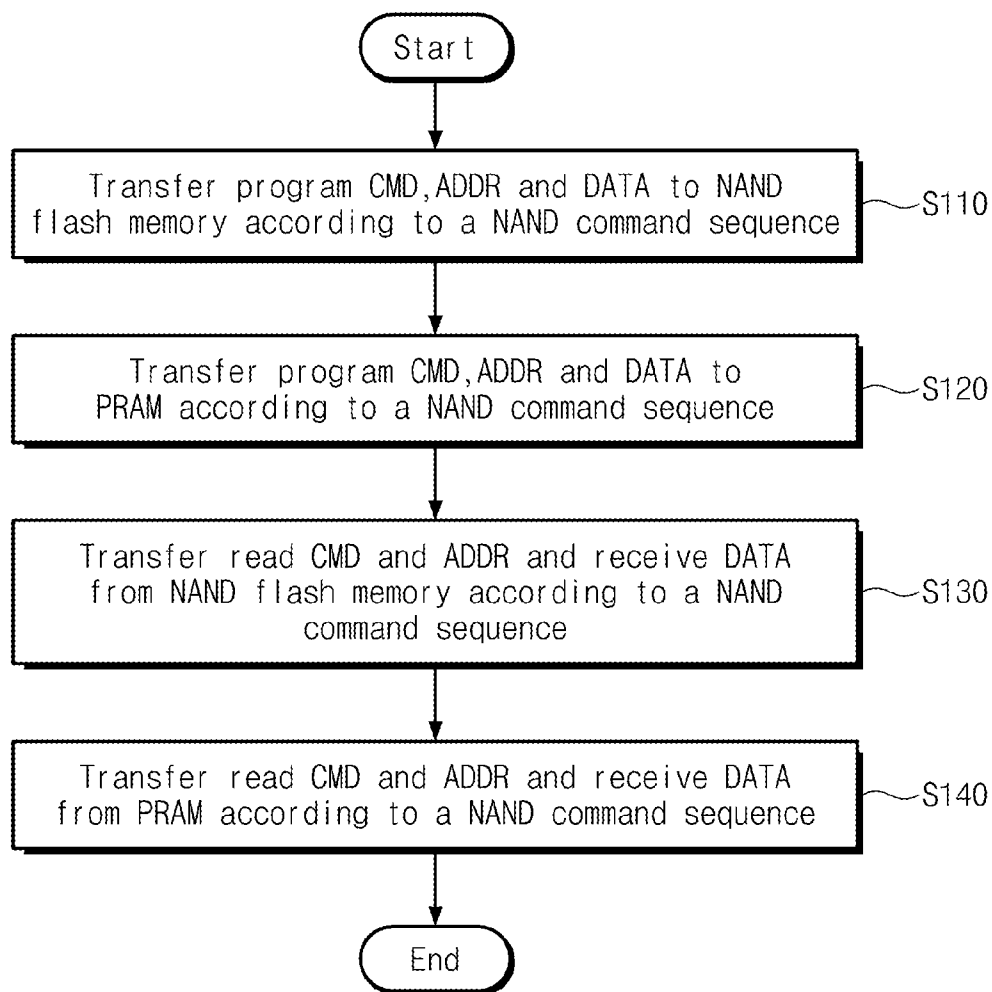 Start
Transfer program CMD,ADDR and DATA to NAND
flash memory according to a NAND command sequence
S110
Transfer program CMD,ADDR and DATA to
PRAM according to a NAND command sequence
S120
Transfer read CMD and ADDR and receive DATA
from NAND flash memory according to a NAND
command sequence
S130
Transfer read CMD and ADDR and receive DATA
from PRAM according to a NAND command sequence
S140
End